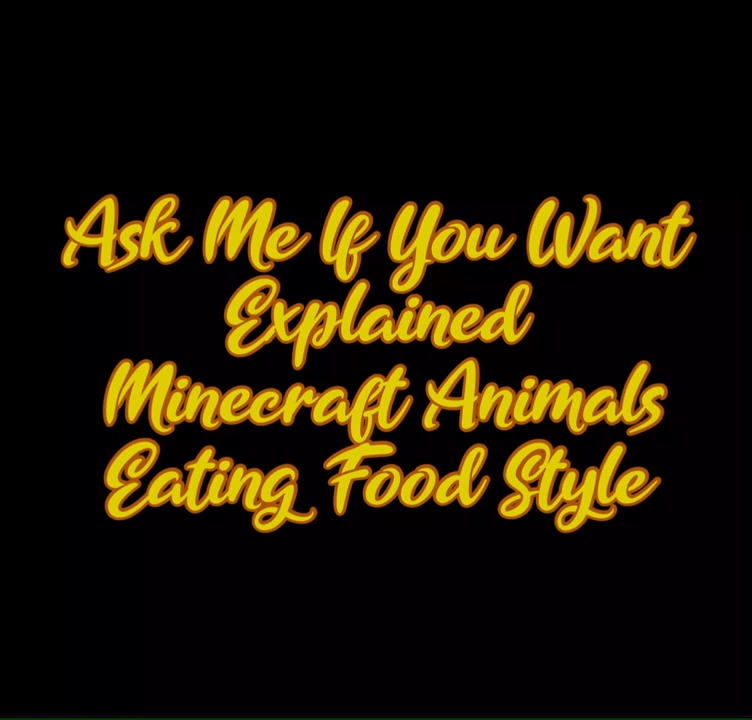 Ask Me If You Want
Explained
Minecraft Animals
Eating Food Style